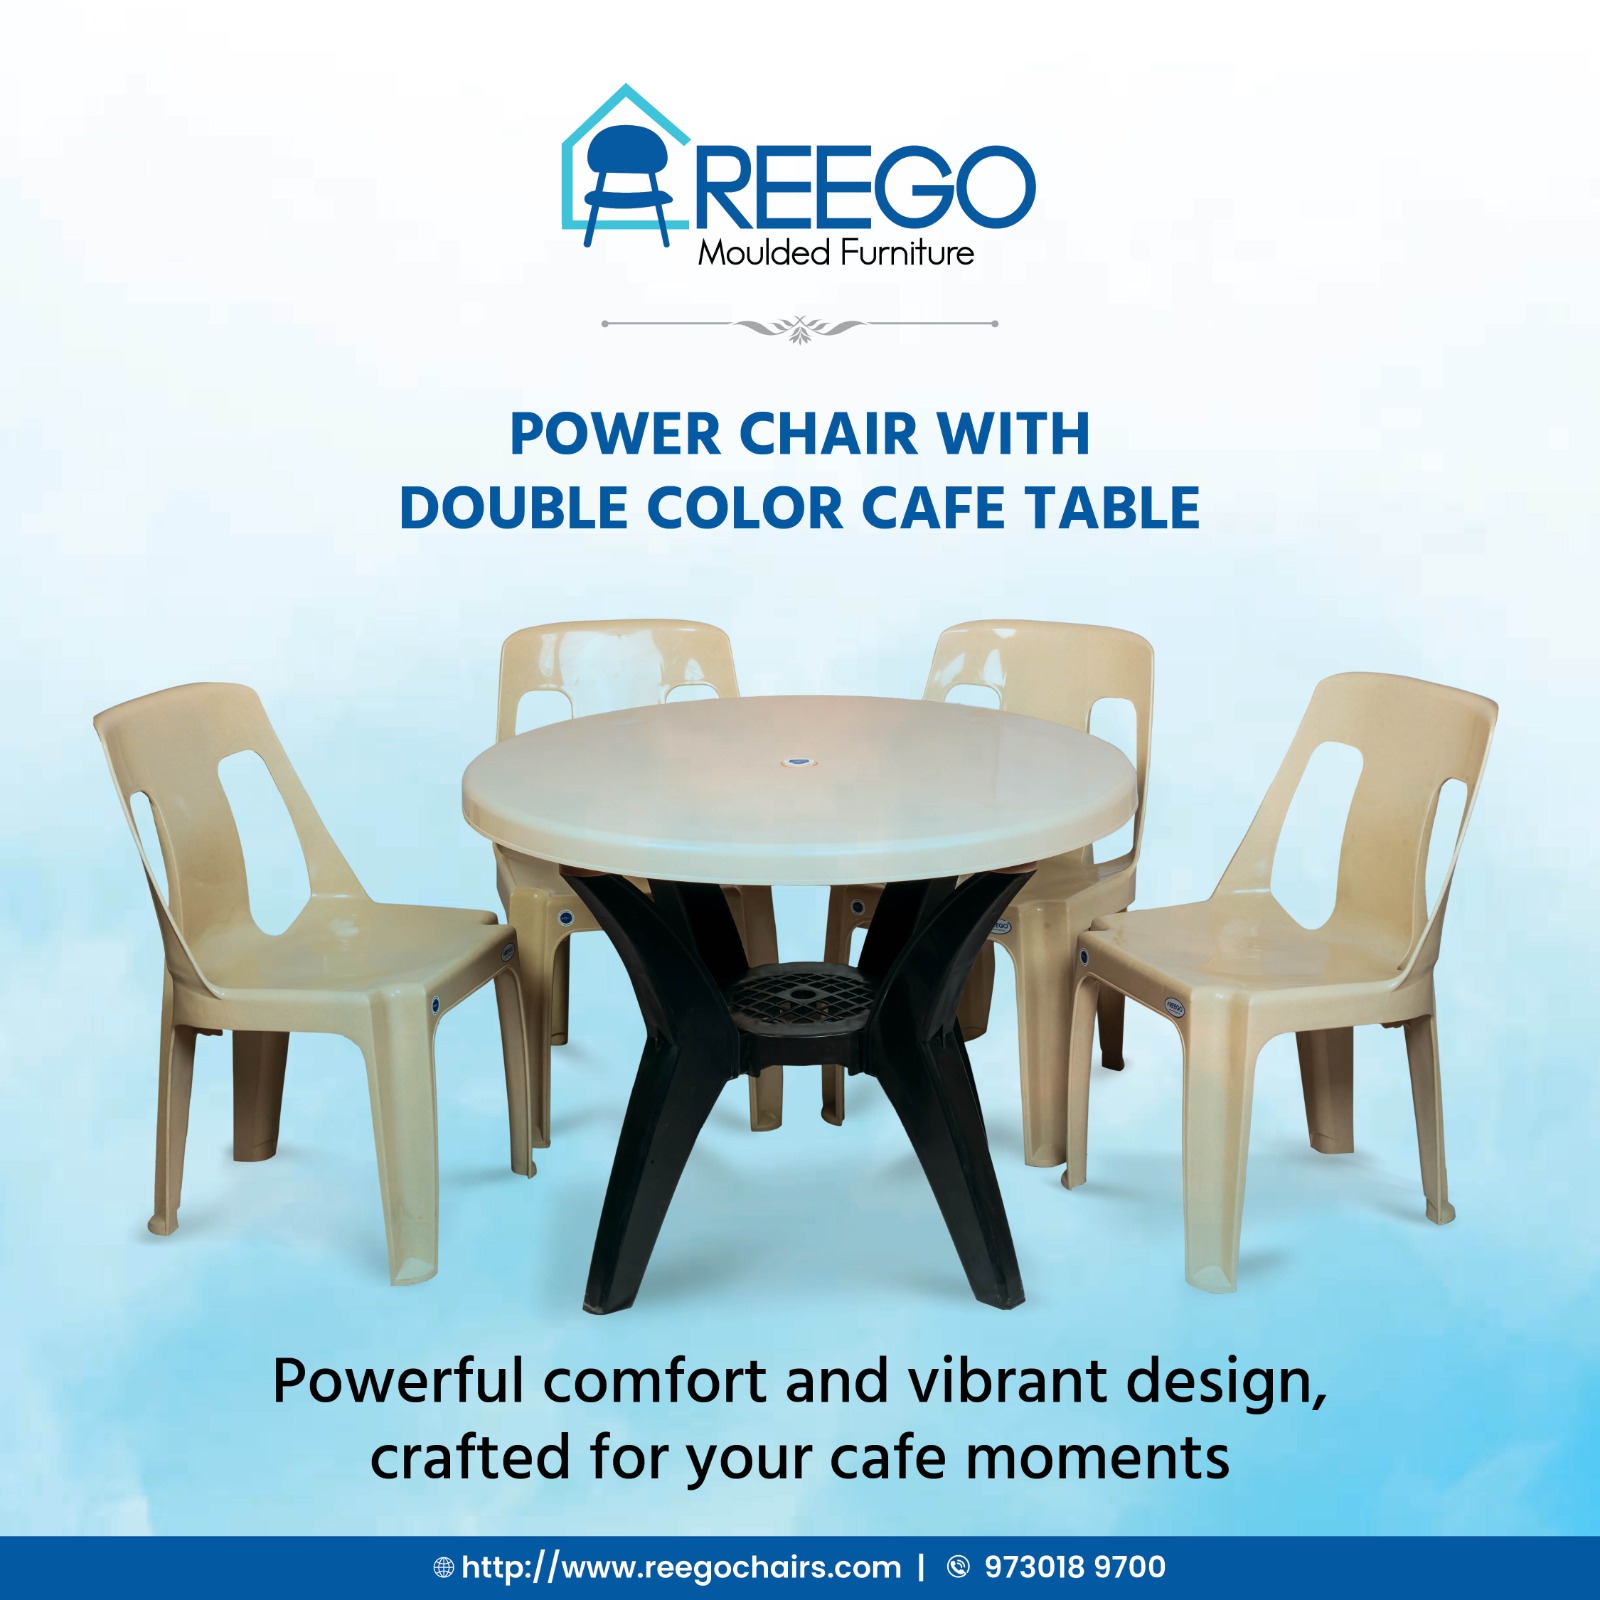 REEGO
Moulded Furniture
POWER CHAIR WITH
DOUBLE COLOR CAFE TABLE
REEGO
Powerful comfort and vibrant design,
crafted for your cafe moments
http://www.reegochairs.com | 973018 9700